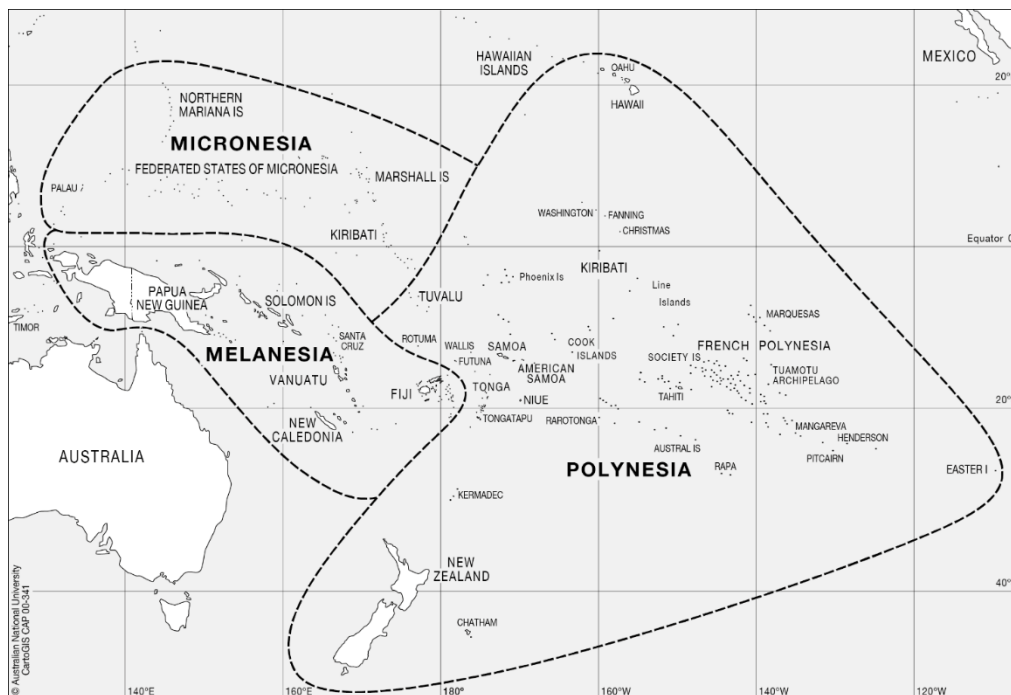 HAWAIIAN
ISLANDS
OAHU
HAWAII
MEXICO
20°
NORTHERN
MARIANA IS
MICRONESIA
FEDERATED STATES OF MICRONESIA
MARSHALL IS
PALAU
WASHINGTON
FANNING
CHRISTMAS
KIRIBATI
Equator 0
PAPUA
NEW GUINEA
SOLOMON IS
TUVALU
Phoenix Is
KIRIBATI
Line
Islands
MARQUESAS
TIMOR
MELANESIA
SANTA
CRUZ
ROTUMA
WALLIS
FUTUNA
SAMOA
AMERICAN
SAMOA
COOK
ISLANDS
SOCIETY IS
FRENCH POLYNESIA
TUAMOTU
ARCHIPELAGO
VANUATU
FIJI
TONGA
NIUE
TAHITI
20°
NEW
CALEDONIA
TONGATAPU
RAROTONGA
MANGAREVA
HENDERSON
AUSTRAL IS
PITCAIRN
AUSTRALIA
POLYNESIA
RAPA
EASTER I
KERMADEC
NEW
ZEALAND
40°
CHATHAM
© Australian National University
CartoGIS CAP 00-341
140°E
160°E
180°
160°W
140°W
120°W